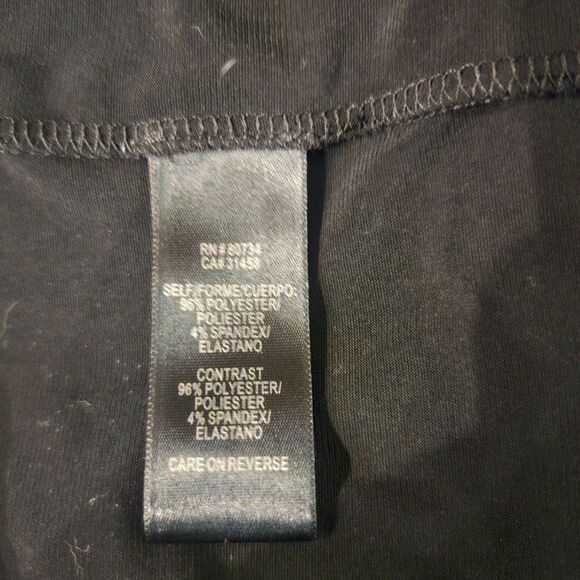 RN# 80734
CA# 31458
SELF/FORME/CUERPO:
96% POLYESTER/
POLIESTER
4% SPANDEX/
ELASTANO
CONTRAST
96% POLYESTER/
POLIESTER
4% SPANDEX/
ELASTANO
CARE ON REVERSE